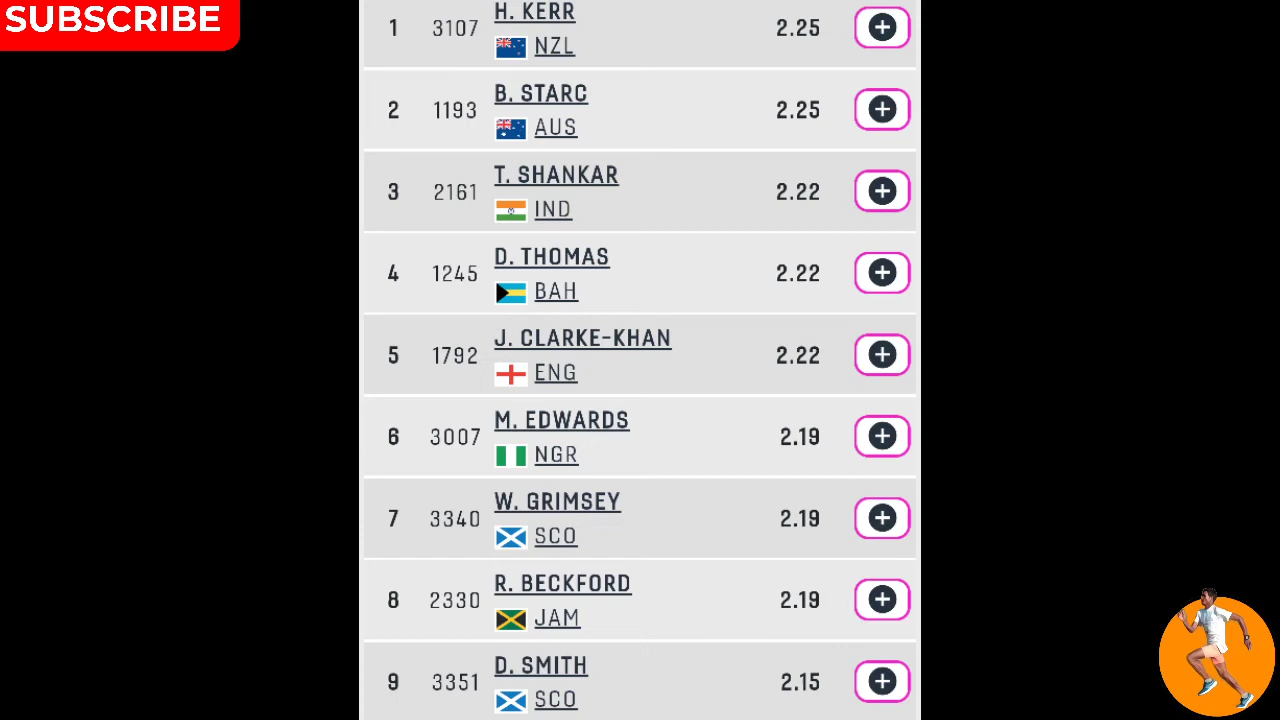 SUBSCRIBE
1 3107 H. KERR 2.25
NZL
2 1193 B. STARC 2.25
AUS
3 2161 T. SHANKAR 2.22
IND
4 1245 D. THOMAS 2.22
BAH
5 1792 J. CLARKE-KHAN 2.22
ENG
6 3007 M. EDWARDS 2.19
NGR
7 3340 W. GRIMSEY 2.19
SCO
8 2330 R. BECKFORD 2.19
JAM
9 3351 D. SMITH 2.15
SCO